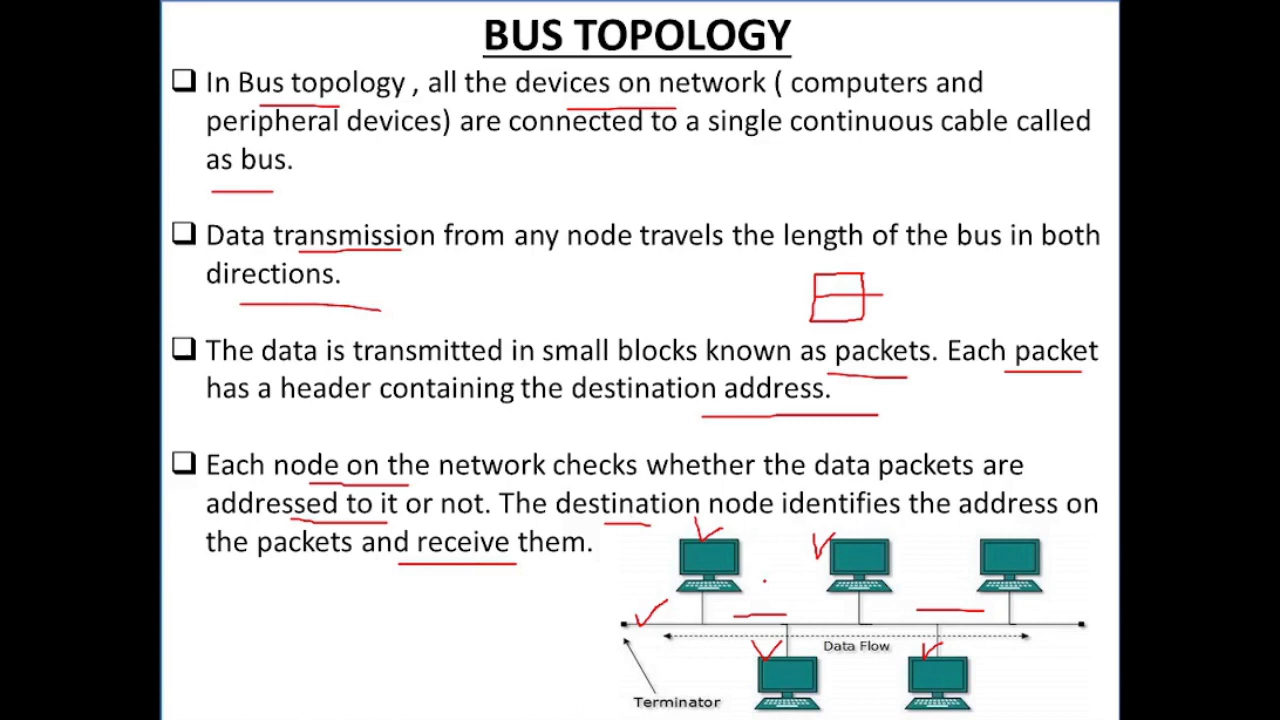 BUS TOPOLOGY
❑ In Bus topology , all the devices on network ( computers and
peripheral devices) are connected to a single continuous cable called
as bus.
❑ Data transmission from any node travels the length of the bus in both
directions.
❑ The data is transmitted in small blocks known as packets. Each packet
has a header containing the destination address.
❑ Each node on the network checks whether the data packets are
addressed to it or not. The destination node identifies the address on
the packets and receive them.
Data Flow
Terminator